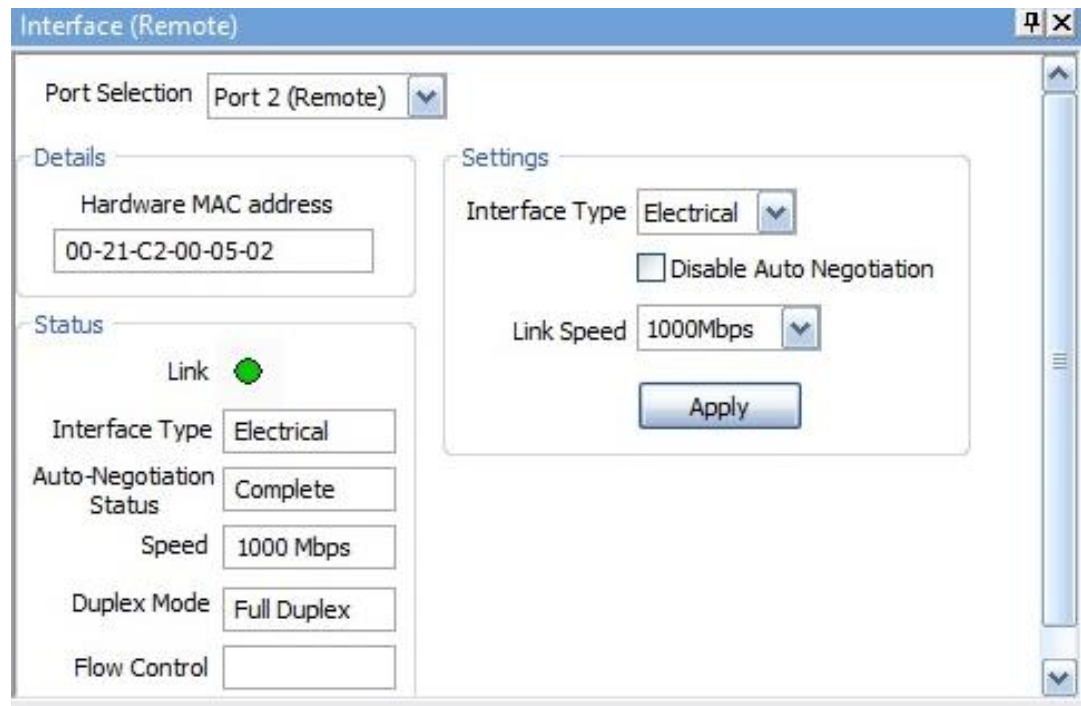 Interface (Remote)
Port Selection Port 2 (Remote)
Details
Hardware MAC address
00-21-C2-00-05-02
Status
Link
Interface Type Electrical
Auto-Negotiation
Status Complete
Speed 1000 Mbps
Duplex Mode Full Duplex
Flow Control
Settings
Interface Type Electrical
Disable Auto Negotiation
Link Speed 1000Mbps
Apply